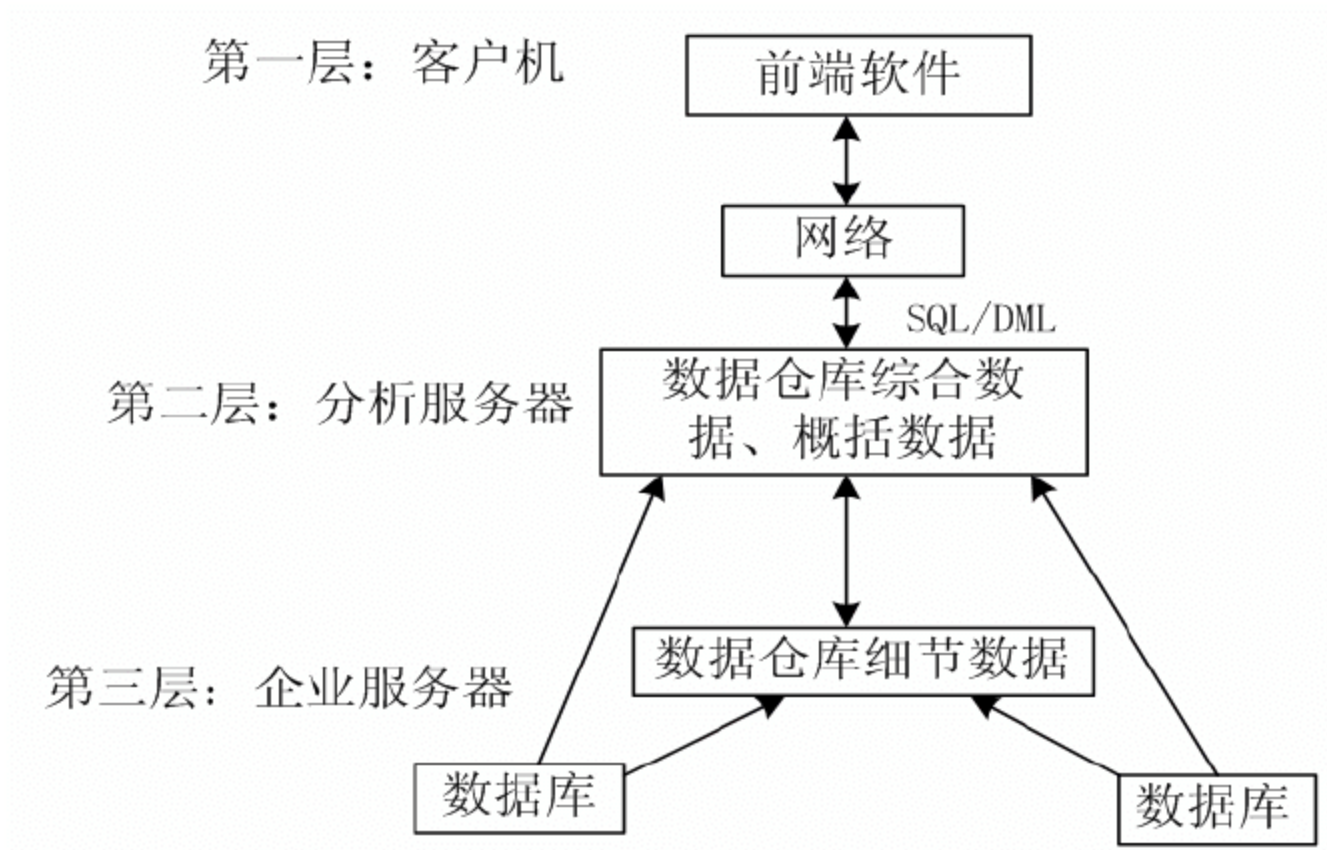 第一层：客户机
前端软件
网络
SQL/DML
第二层：分析服务器
数据仓库综合数
据、概括数据
第三层：企业服务器
数据仓库细节数据
数据库
数据库